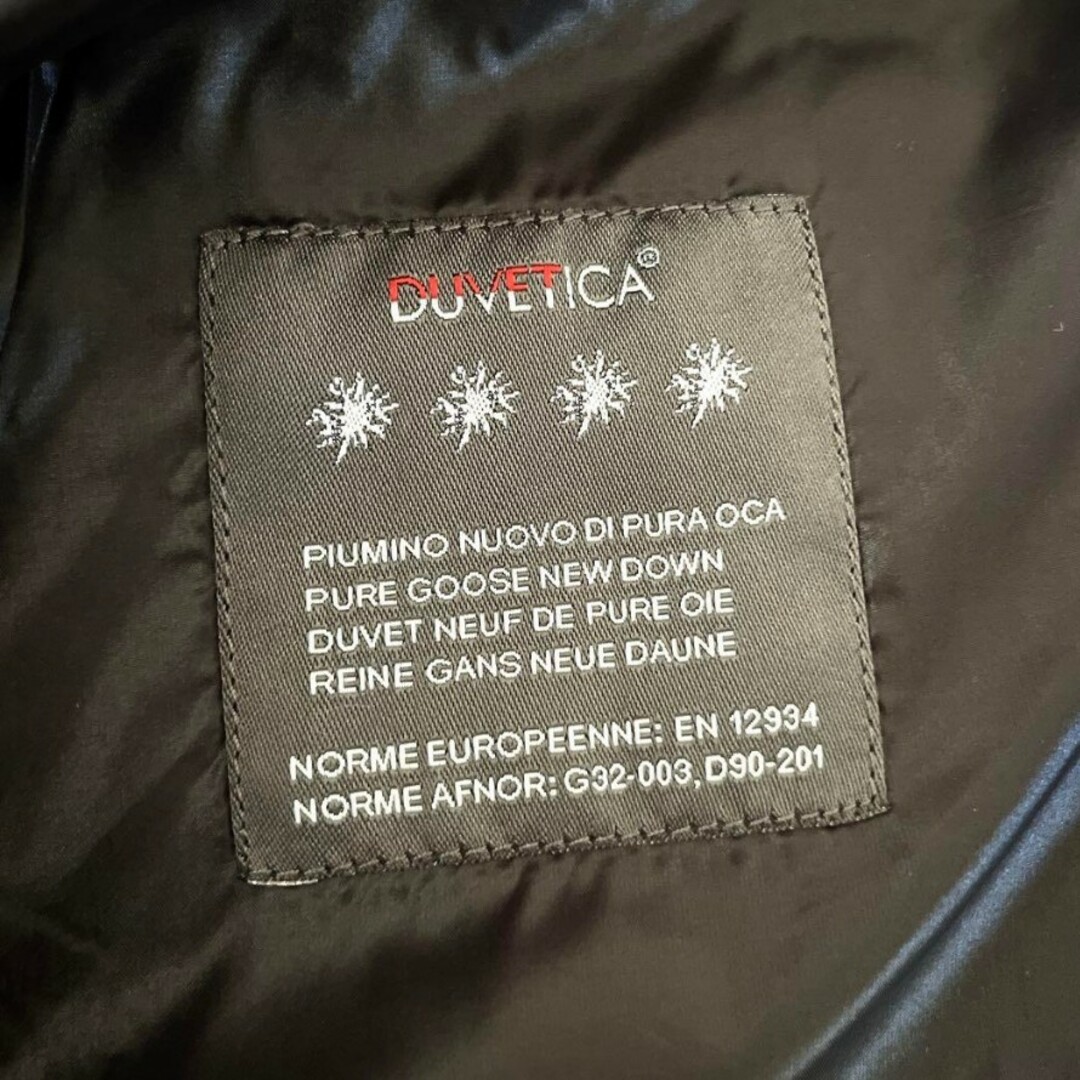 DUVETICA®
PIUMINO NUOVO DI PURA OCA
PURE GOOSE NEW DOWN
DUVET NEUF DE PURE OIE
REINE GANS NEUE DAUNE
NORME EUROPEENNE: EN 12934
NORME AFNOR: G32-003, D90-201